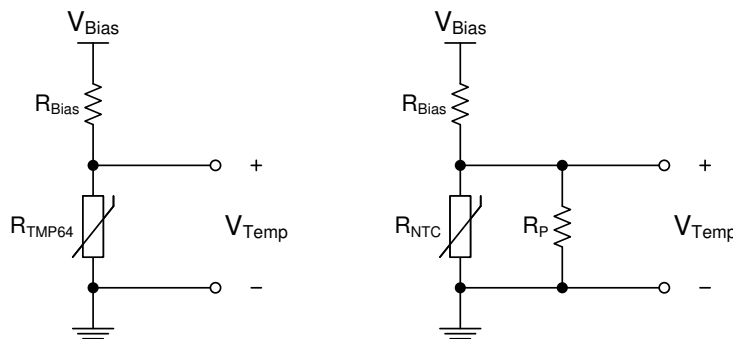 V_Bias
R_Bias
+
R_TMP64
V_Temp
−
V_Bias
R_Bias
+
R_NTC
R_P
V_Temp
−